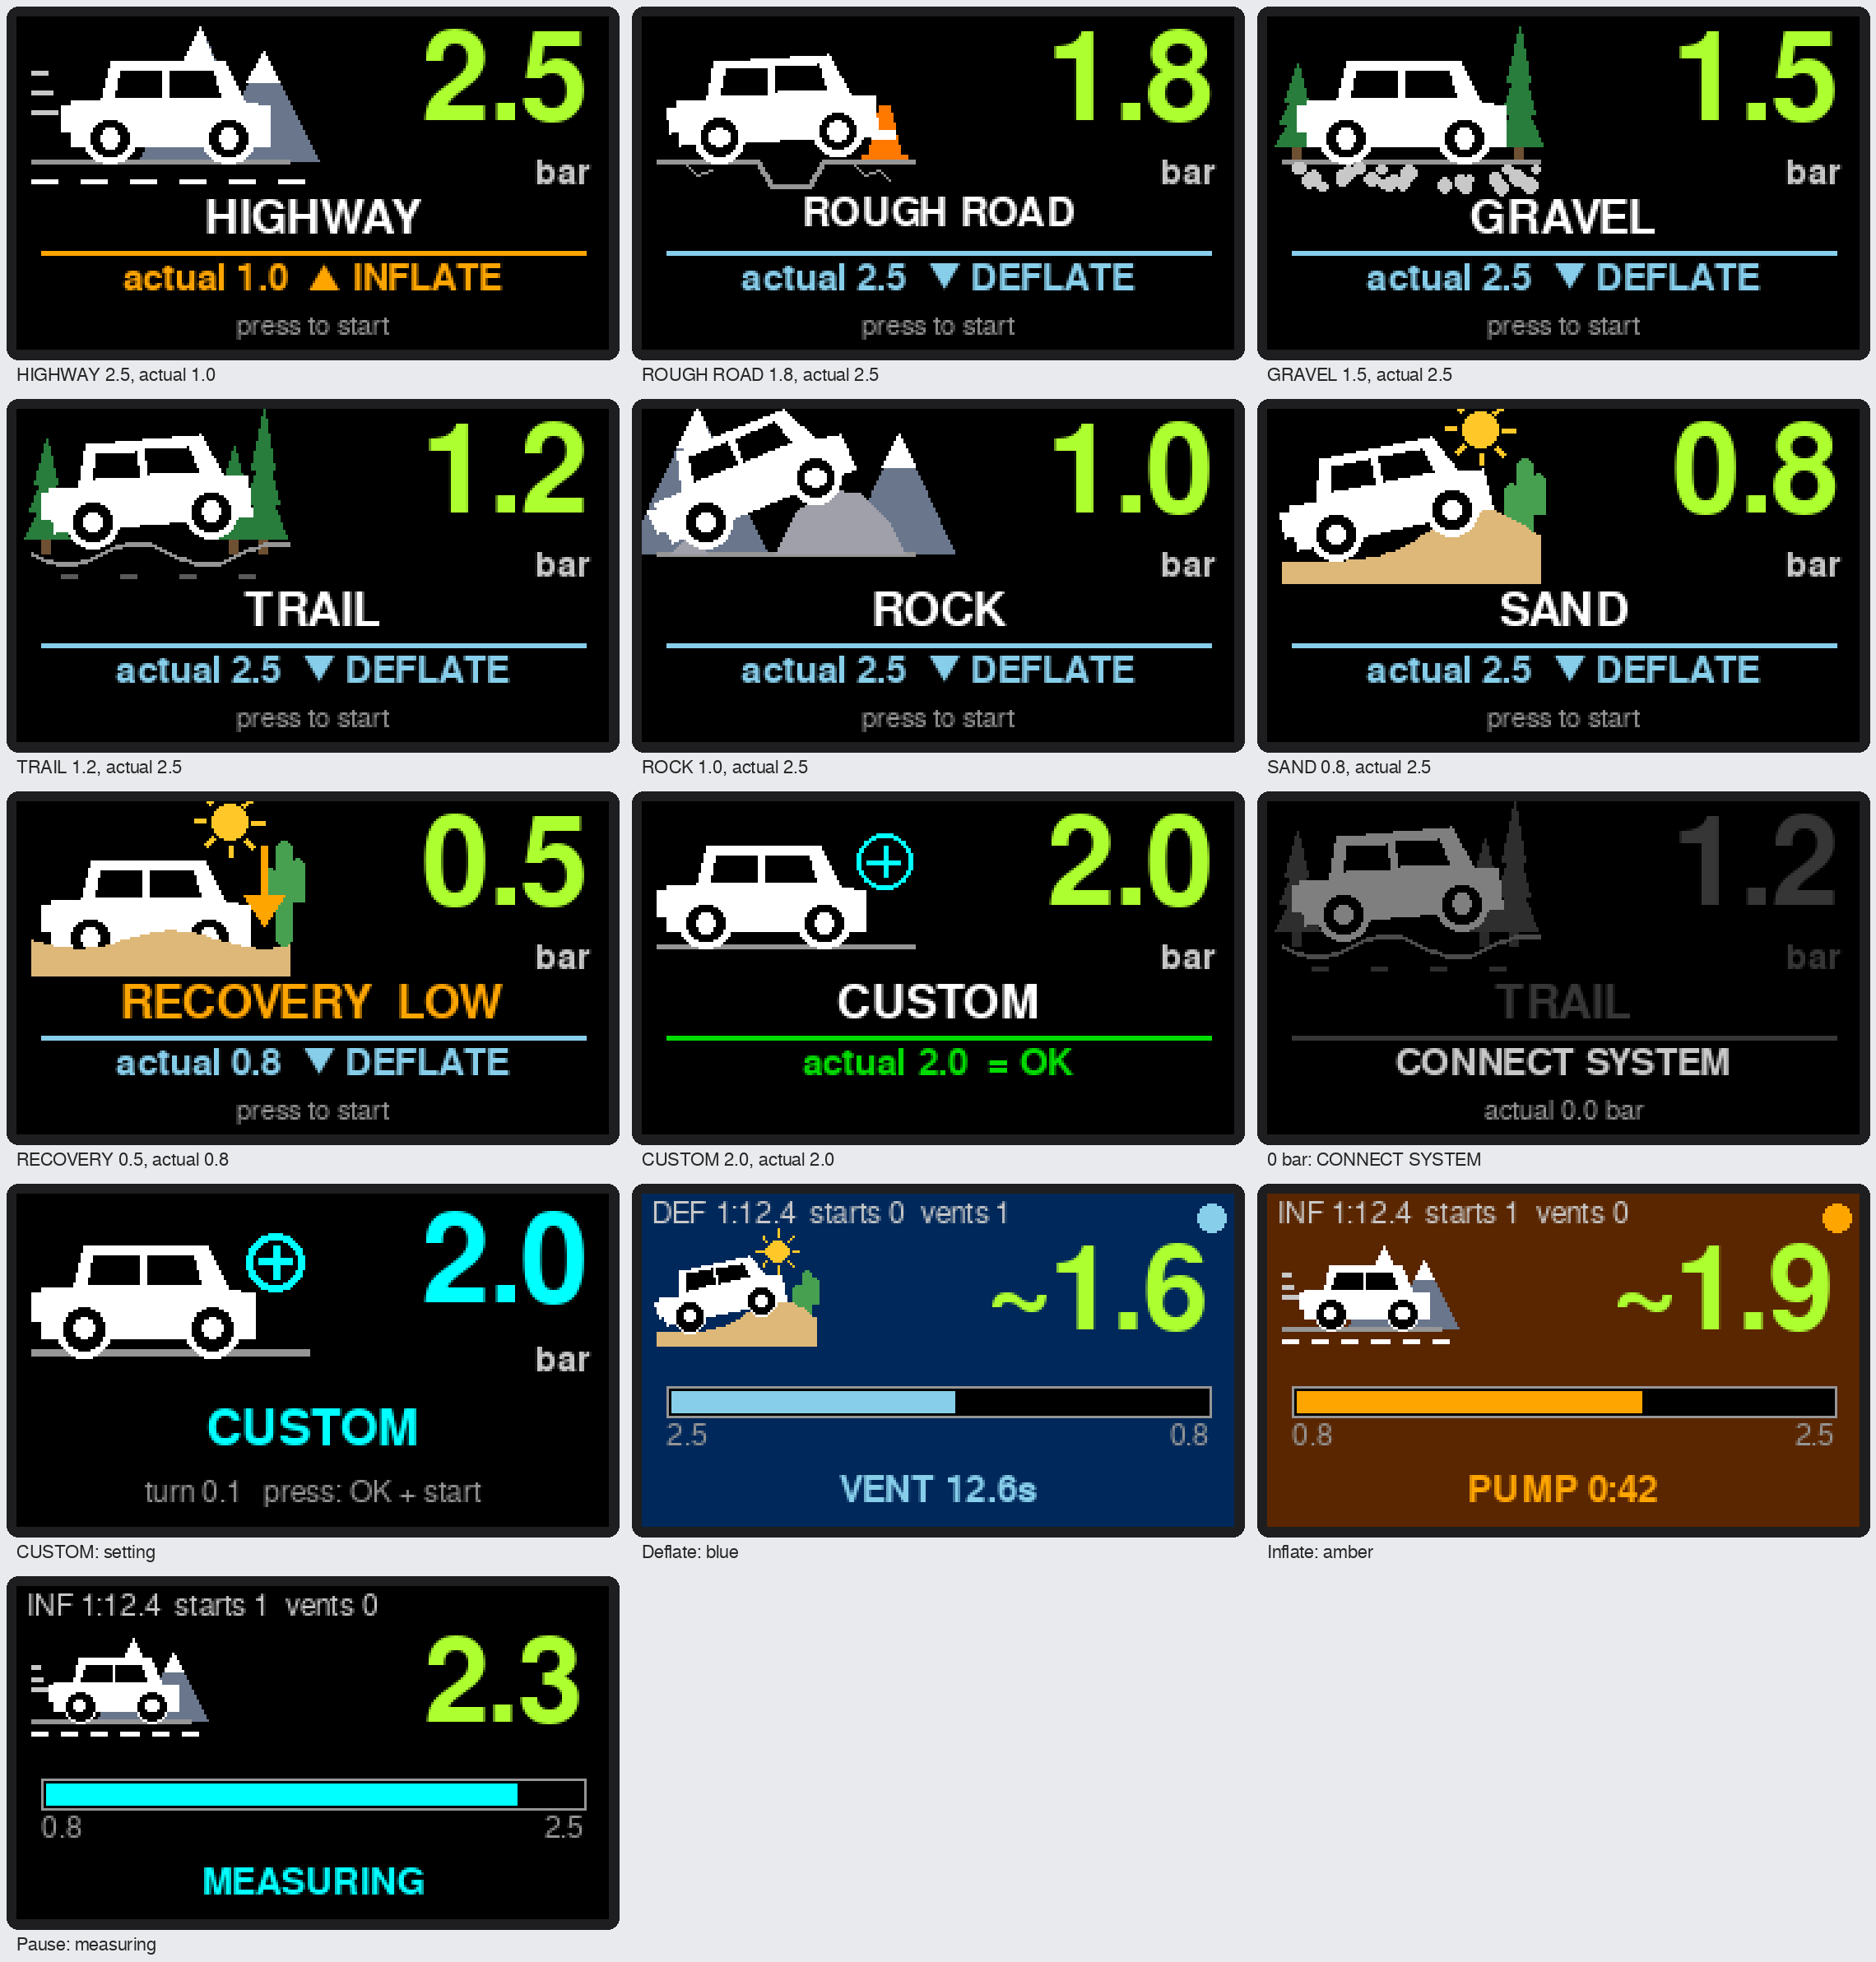 2.5
bar
HIGHWAY
actual 1.0 ▲ INFLATE
press to start
HIGHWAY 2.5, actual 1.0
1.8
bar
ROUGH ROAD
actual 2.5 ▼ DEFLATE
press to start
ROUGH ROAD 1.8, actual 2.5
1.5
bar
GRAVEL
actual 2.5 ▼ DEFLATE
press to start
GRAVEL 1.5, actual 2.5
1.2
bar
TRAIL
actual 2.5 ▼ DEFLATE
press to start
TRAIL 1.2, actual 2.5
1.0
bar
ROCK
actual 2.5 ▼ DEFLATE
press to start
ROCK 1.0, actual 2.5
0.8
bar
SAND
actual 2.5 ▼ DEFLATE
press to start
SAND 0.8, actual 2.5
0.5
bar
RECOVERY LOW
actual 0.8 ▼ DEFLATE
press to start
RECOVERY 0.5, actual 0.8
2.0
bar
CUSTOM
actual 2.0 = OK
CUSTOM 2.0, actual 2.0
1.2
bar
TRAIL
CONNECT SYSTEM
actual 0.0 bar
0 bar: CONNECT SYSTEM
2.0
bar
CUSTOM
turn 0.1 press: OK + start
CUSTOM: setting
DEF 1:12.4 starts 0 vents 1
~1.6
2.5 0.8
VENT 12.6s
Deflate: blue
INF 1:12.4 starts 1 vents 0
~1.9
0.8 2.5
PUMP 0:42
Inflate: amber
INF 1:12.4 starts 1 vents 0
2.3
0.8 2.5
MEASURING
Pause: measuring